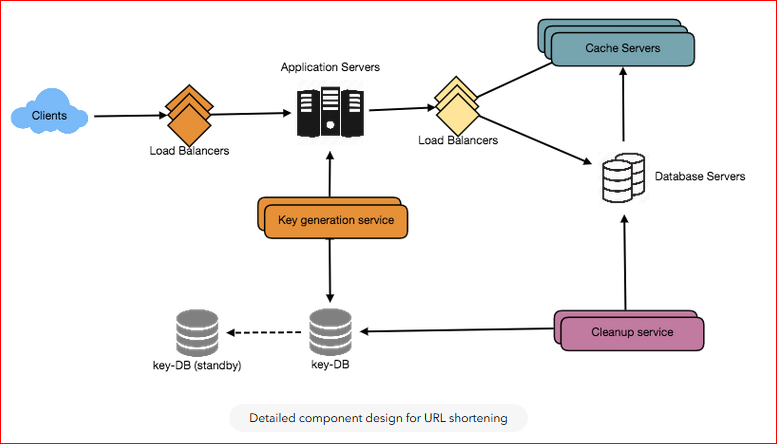 Cache Servers
Application Servers
Clients
Load Balancers
Load Balancers
Database Servers
Key generation service
Cleanup service
key-DB (standby)
key-DB
Detailed component design for URL shortening